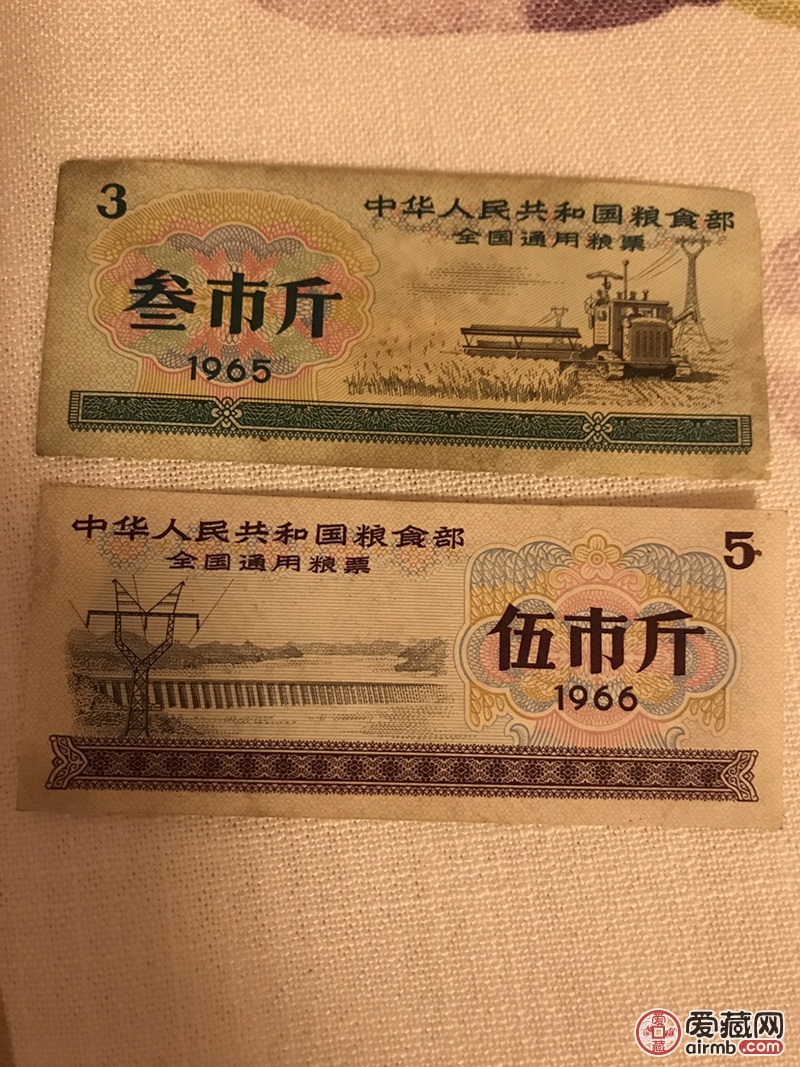 3
中华人民共和国粮食部
全国通用粮票
叁市斤
1965
中华人民共和国粮食部
全国通用粮票
5
伍市斤
1966
爱藏网
airmb.com